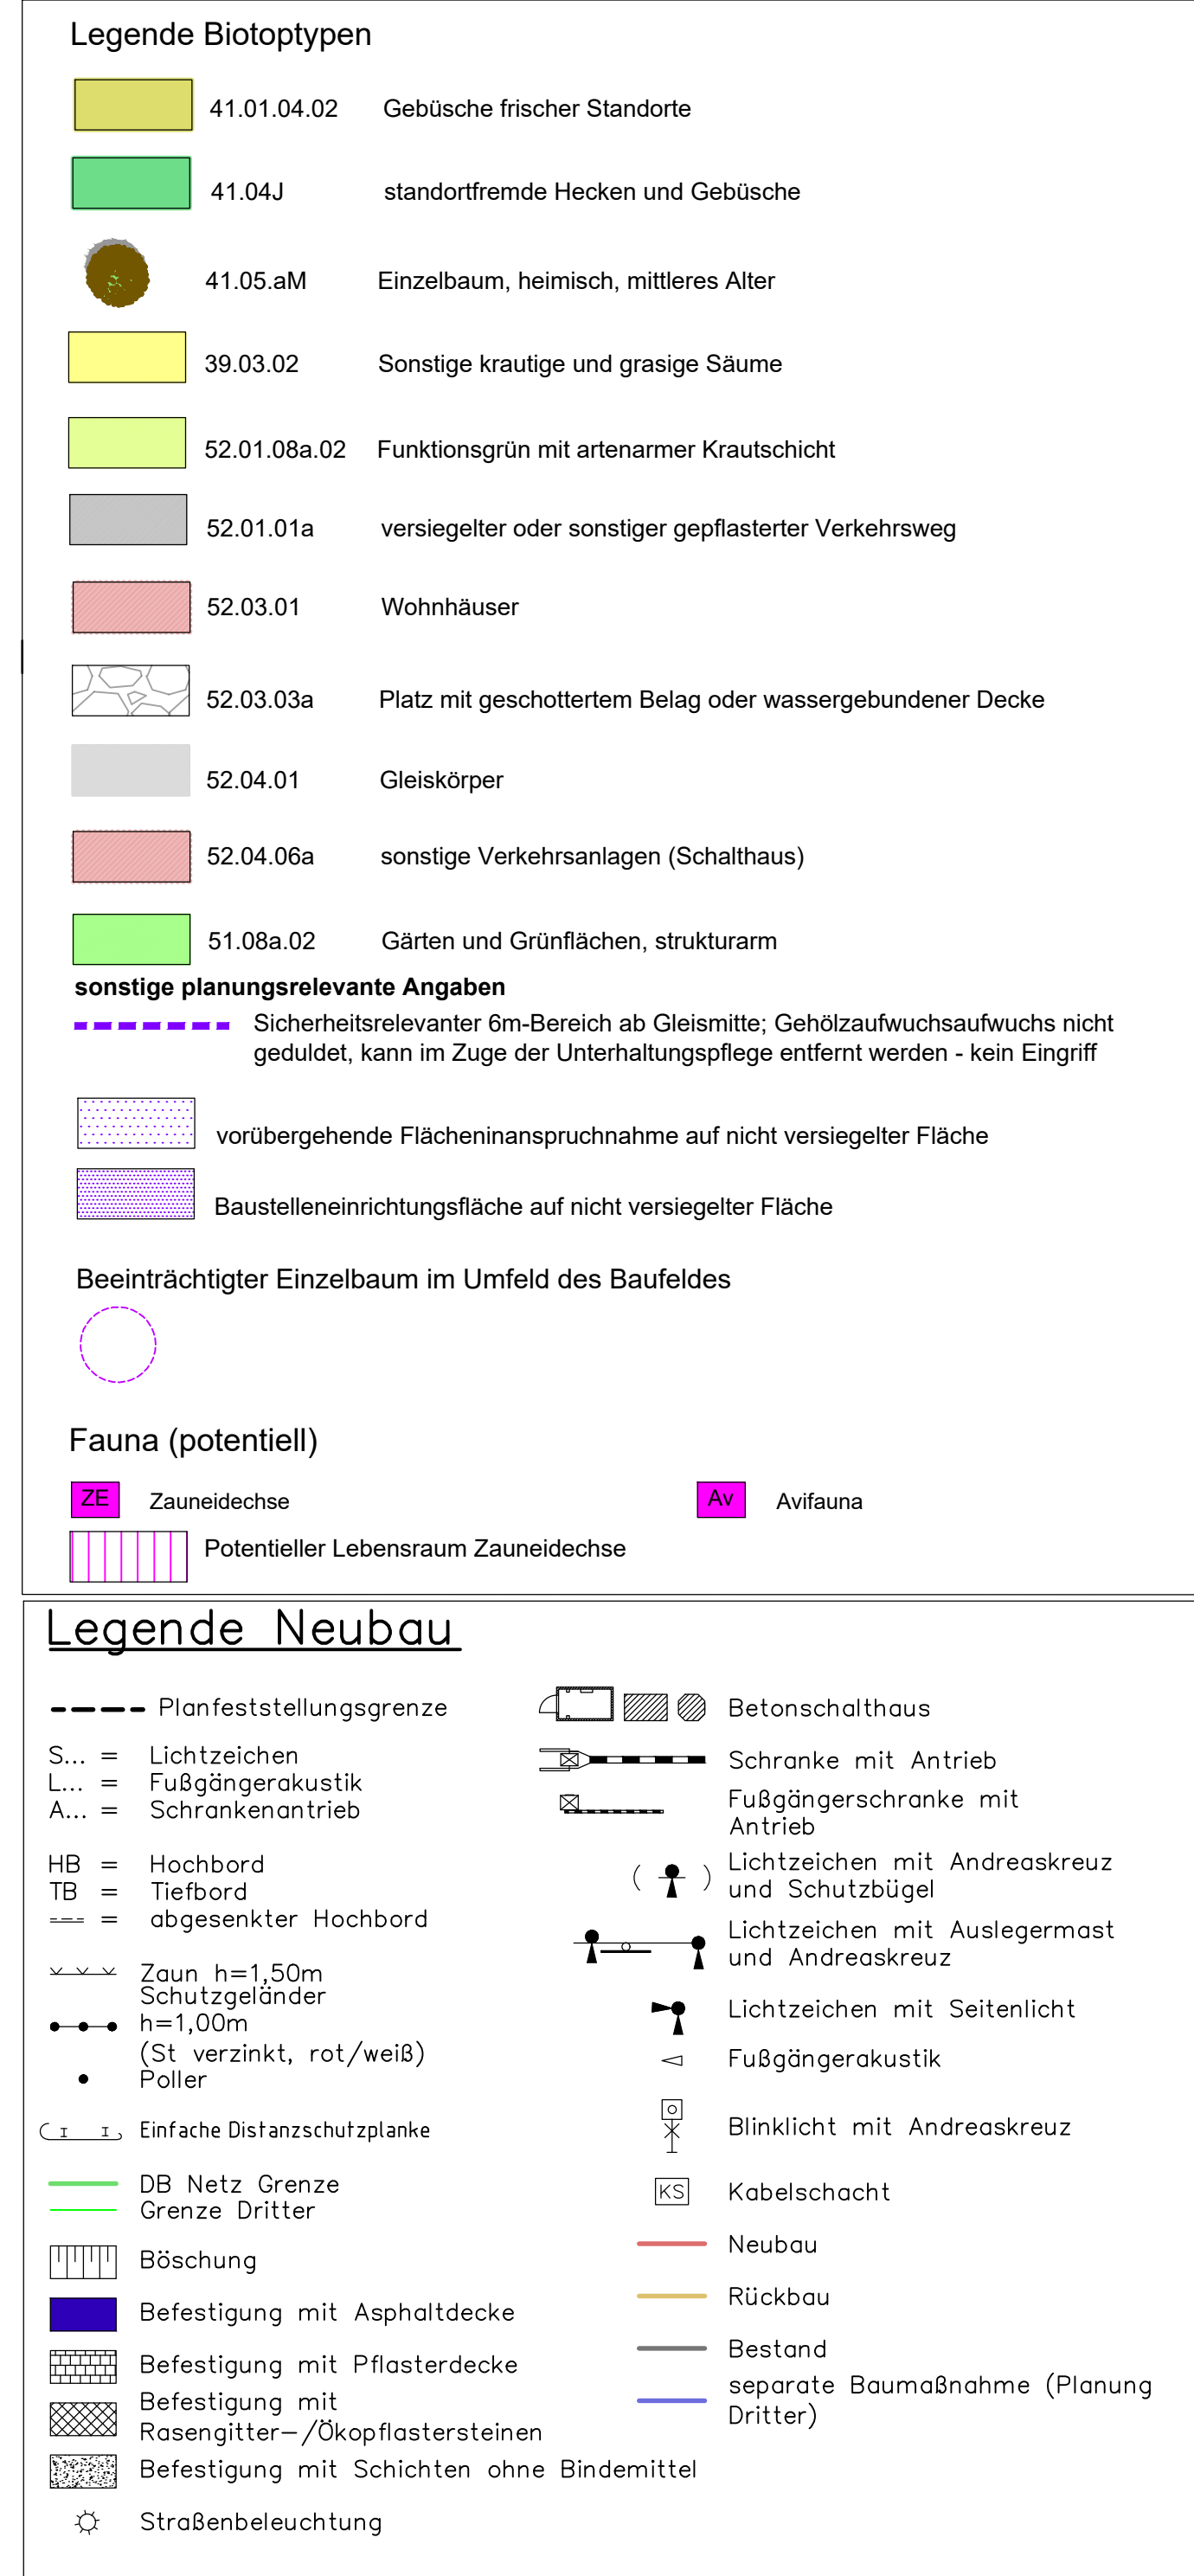 Legende Biotoptypen
41.01.04.02 Gebüsche frischer Standorte
41.04J standortfremde Hecken und Gebüsche
41.05.aM Einzelbaum, heimisch, mittleres Alter
39.03.02 Sonstige krautige und grasige Säume
52.01.08a.02 Funktionsgrün mit artenarmer Krautschicht
52.01.01a versiegelter oder sonstiger gepflasterter Verkehrsweg
52.03.01 Wohnhäuser
52.03.03a Platz mit geschottertem Belag oder wassergebundener Decke
52.04.01 Gleiskörper
52.04.06a sonstige Verkehrsanlagen (Schalthaus)
51.08a.02 Gärten und Grünflächen, strukturarm
sonstige planungsrelevante Angaben
Sicherheitsrelevanter 6m-Bereich ab Gleismitte; Gehölzaufwuchsaufwuchs nicht
geduldet, kann im Zuge der Unterhaltungspflege entfernt werden - kein Eingriff
vorübergehende Flächeninanspruchnahme auf nicht versiegelter Fläche
Baustelleneinrichtungsfläche auf nicht versiegelter Fläche
Beeinträchtigter Einzelbaum im Umfeld des Baufeldes
Fauna (potentiell)
ZE Zauneidechse
Av Avifauna
Potentieller Lebensraum Zauneidechse
Legende Neubau
Planfeststellungsgrenze
S... = Lichtzeichen
L... = Fußgängerakustik
A... = Schrankenantrieb
HB = Hochbord
TB = Tiefbord
= abgesenkter Hochbord
Zaun h=1,50m
Schutzgeländer
h=1,00m
(St verzinkt, rot/weiß)
Poller
Einfache Distanzschutzplanke
DB Netz Grenze
Grenze Dritter
Böschung
Befestigung mit Asphaltdecke
Befestigung mit Pflasterdecke
Befestigung mit
Rasengitter-/Ökopflastersteinen
Befestigung mit Schichten ohne Bindemittel
Straßenbeleuchtung
Betonschalthaus
Schranke mit Antrieb
Fußgängerschranke mit
Antrieb
Lichtzeichen mit Andreaskreuz
und Schutzbügel
Lichtzeichen mit Auslegermast
und Andreaskreuz
Lichtzeichen mit Seitenlicht
Fußgängerakustik
Blinklicht mit Andreaskreuz
KS Kabelschacht
Neubau
Rückbau
Bestand
separate Baumaßnahme (Planung
Dritter)